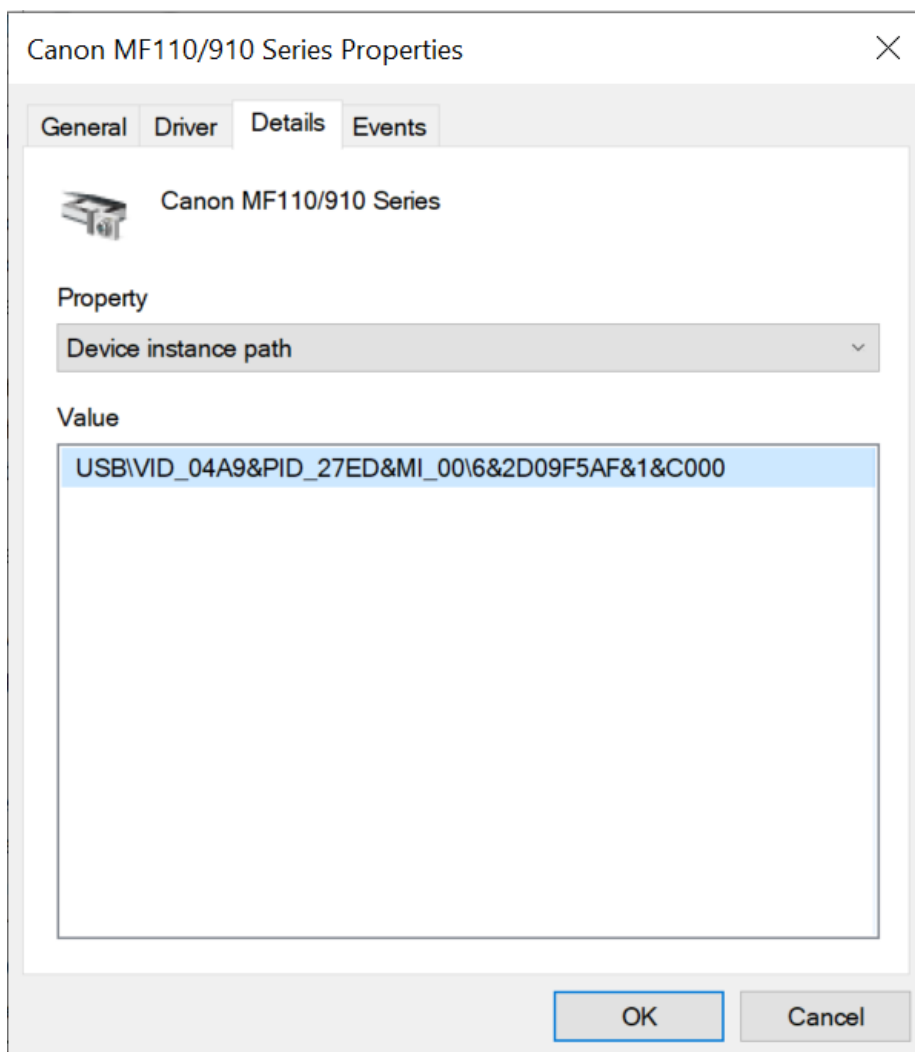 Canon MF110/910 Series Properties
General Driver Details Events
Canon MF110/910 Series
Property
Device instance path
Value
USB\VID_04A9&PID_27ED&MI_00\6&2D09F5AF&1&C000
OK Cancel